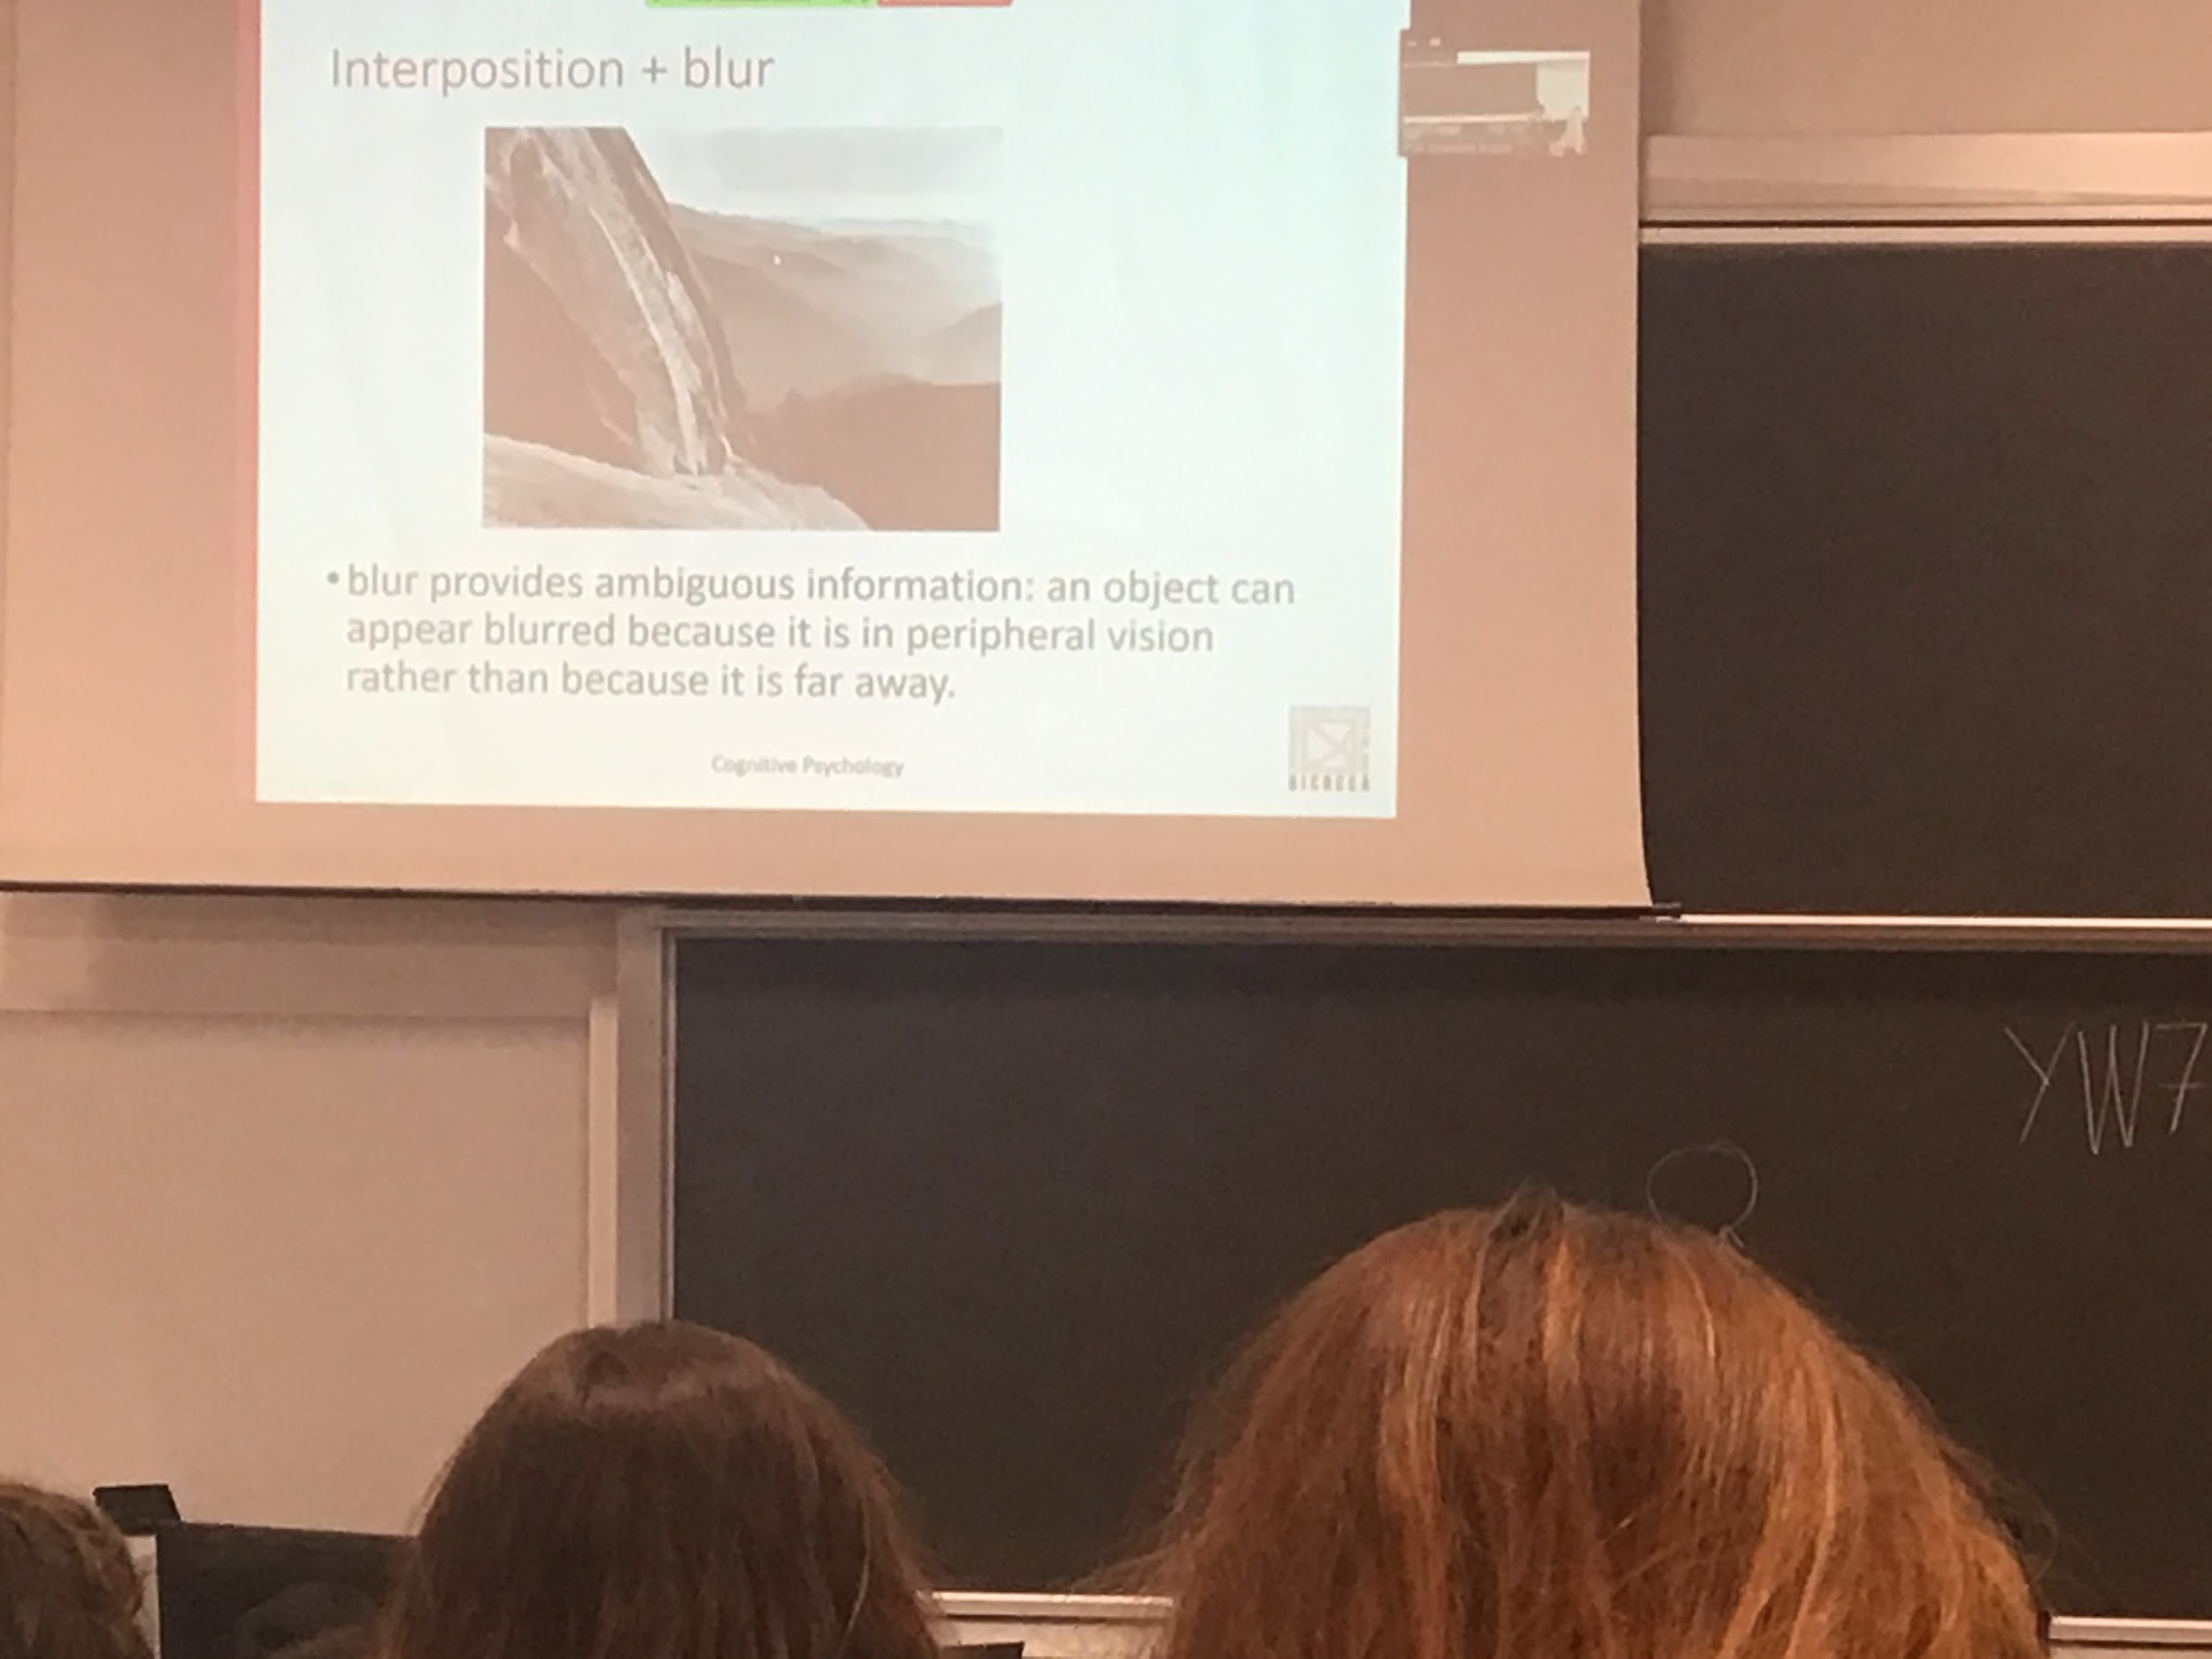 Interposition + blur
• blur provides ambiguous information: an object can
appear blurred because it is in peripheral vision
rather than because it is far away.
Cognitive Psychology
BICOCCA
YW7